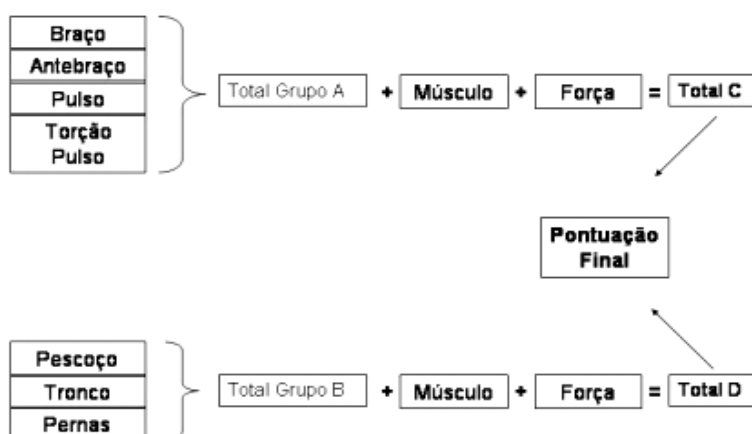 Braço
Antebraço
Pulso
Torção
Pulso
Total Grupo A + Músculo + Força = Total C
Pontuação
Final
Pescoço
Tronco
Pernas
Total Grupo B + Músculo + Força = Total D